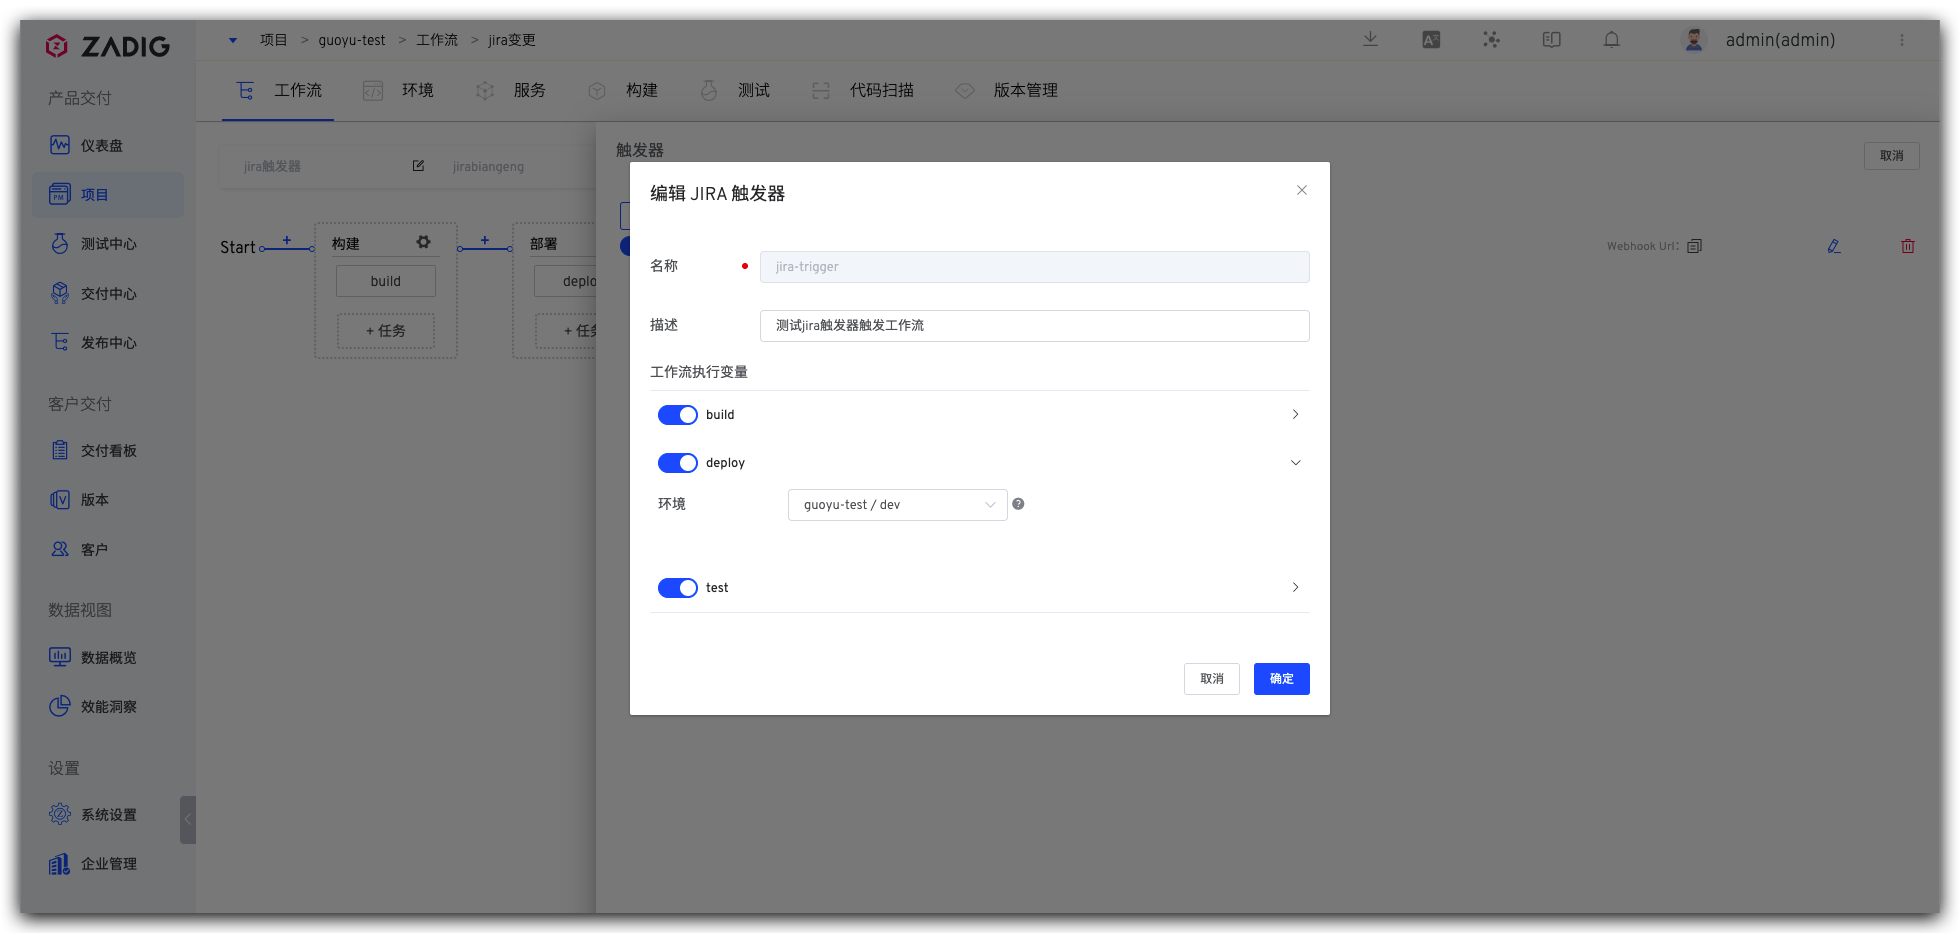 ZADIG
项目 > guoyu-test > 工作流 > jira变更
admin(admin)
产品交付
仪表盘
项目
测试中心
交付中心
发布中心
客户交付
交付看板
版本
客户
数据视图
数据概览
效能洞察
设置
系统设置
企业管理
工作流 环境 服务 构建 测试 代码扫描 版本管理
jira触发器 jirabiangeng
Start
构建
build
+ 任务
部署
deplo
+ 任务
触发器
取消
Webhook Url:
编辑 JIRA 触发器
名称 jira-trigger
描述 测试jira触发器触发工作流
工作流执行变量
build
deploy
环境 guoyu-test / dev
test
取消 确定